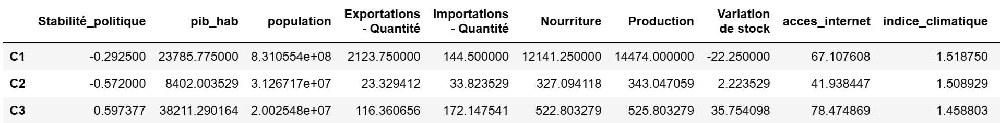 Stabilité_politique pib_hab population Exportations - Quantité Importations - Quantité Nourriture Production Variation de stock acces_internet indice_climatique
C1 -0.292500 23785.775000 8.310554e+08 2123.750000 144.500000 12141.250000 14474.000000 -22.250000 67.107608 1.518750
C2 -0.572000 8402.003529 3.126717e+07 23.329412 33.823529 327.094118 343.047059 2.223529 41.938447 1.508929
C3 0.597377 38211.290164 2.002548e+07 116.360656 172.147541 522.803279 525.803279 35.754098 78.474869 1.458803